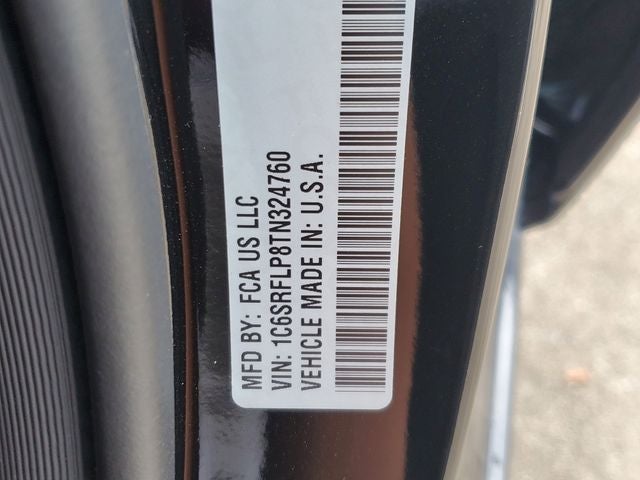 MFD BY: FCA US LLC
VIN: 1C6SRFLP8TN324760
VEHICLE MADE IN: U.S.A.